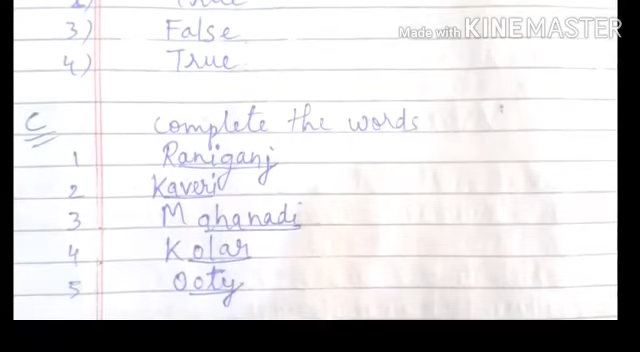 True
3) False
Made with KINEMASTER
4) True
C Complete the words
1 Raniganj
2 Kaveri
3 Mahanadi
4 Kolar
5 Ooty